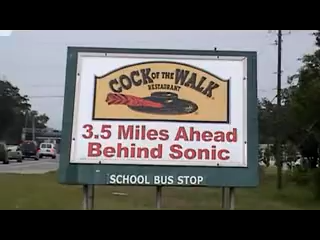 COCK OF THE WALK
RESTAURANT
3.5 Miles Ahead
Behind Sonic
SCHOOL BUS STOP